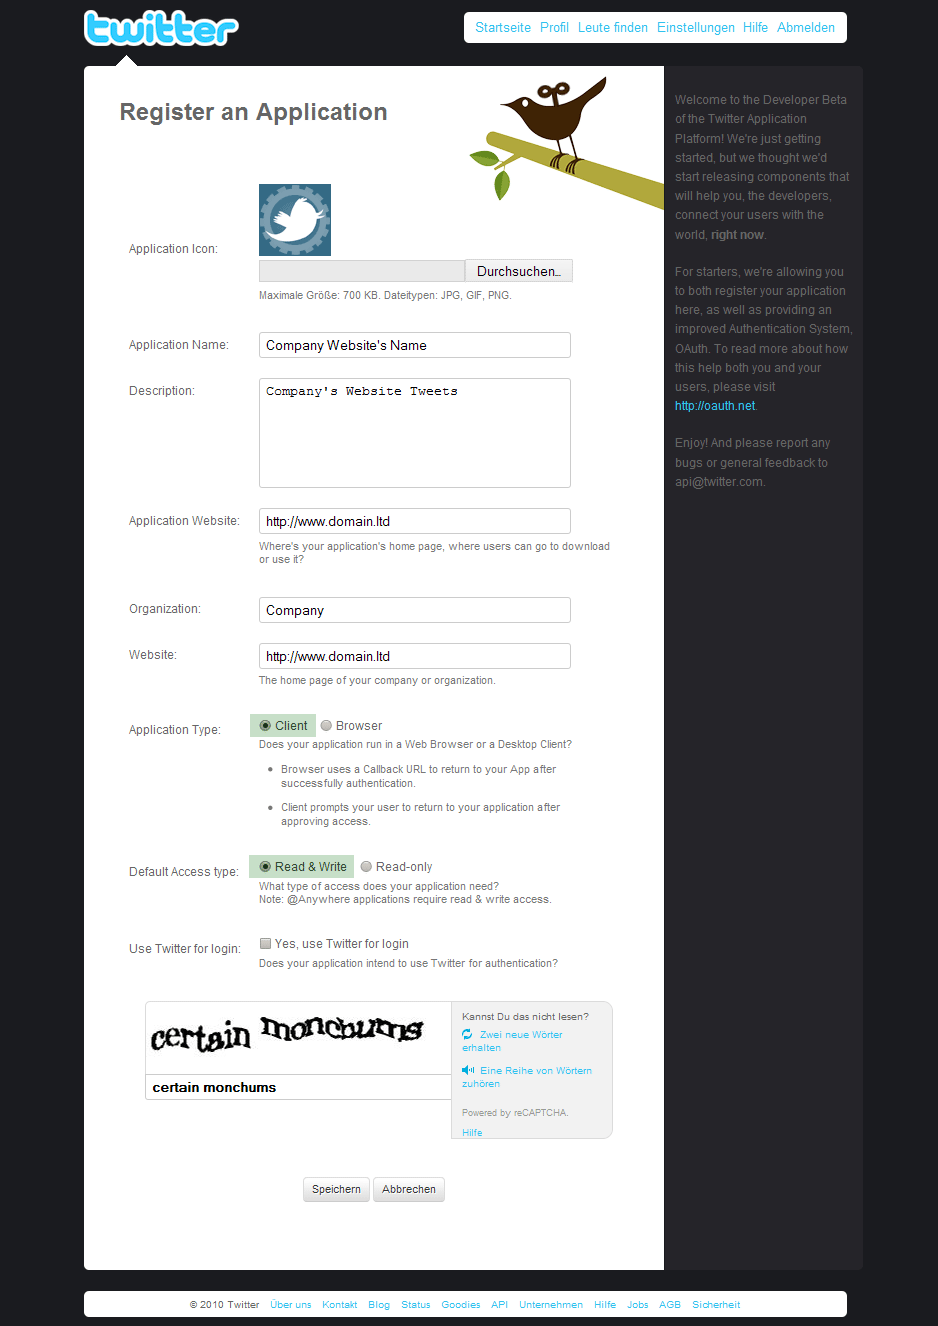 twitter
Startseite Profil Leute finden Einstellungen Hilfe Abmelden
Register an Application
Application Icon:
Durchsuchen...
Maximale Größe: 700 KB. Dateitypen: JPG, GIF, PNG.
Application Name:
Company Website's Name
Description:
Company's Website Tweets
Application Website:
http://www.domain.ltd
Where's your application's home page, where users can go to download
or use it?
Organization:
Company
Website:
http://www.domain.ltd
The home page of your company or organization.
Application Type:
Client Browser
Does your application run in a Web Browser or a Desktop Client?
• Browser uses a Callback URL to return to your App after
successfully authentication.
• Client prompts your user to return to your application after
approving access.
Default Access type:
Read & Write Read-only
What type of access does your application need?
Note: @Anywhere applications require read & write access.
Use Twitter for login:
Yes, use Twitter for login
Does your application intend to use Twitter for authentication?
certain monchums
certain monchums
Kannst Du das nicht lesen?
Zwei neue Wörter
erhalten
Eine Reihe von Wörtern
zuhören
Powered by reCAPTCHA.
Hilfe
Speichern Abbrechen
Welcome to the Developer Beta
of the Twitter Application
Platform! We're just getting
started, but we thought we'd
start releasing components that
will help you, the developers,
connect your users with the
world, right now.
For starters, we're allowing you
to both register your application
here, as well as providing an
improved Authentication System,
OAuth. To read more about how
this help both you and your
users, please visit
http://oauth.net.
Enjoy! And please report any
bugs or general feedback to
api@twitter.com.
© 2010 Twitter Über uns Kontakt Blog Status Goodies API Unternehmen Hilfe Jobs AGB Sicherheit